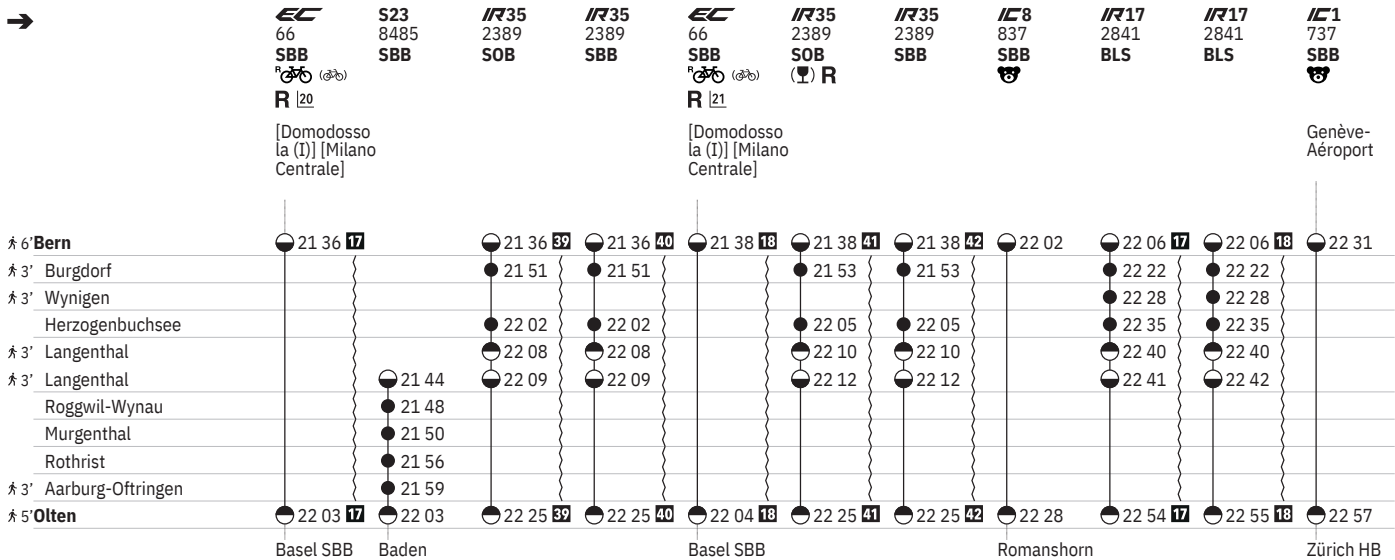 EC S23 IR35 IR35 EC IR35 IR35 IC8 IR17 IR17 IC1
66 8485 2389 2389 66 2389 2389 837 2841 2841 737
SBB SBB SOB SBB SBB SOB SBB SBB BLS BLS SBB
R R ( ) R
R 20 R 21
[Domodosso [Domodosso Genève-
la (I)] [Milano la (I)] [Milano Aéroport
Centrale] Centrale]
6' Bern 21 36 17 21 36 39 21 36 40 21 38 18 21 38 41 21 38 42 22 02 22 06 17 22 06 18 22 31
3' Burgdorf 21 51 21 51 21 53 21 53 22 22 22 22
3' Wynigen 22 28 22 28
Herzogenbuchsee 22 02 22 02 22 05 22 05 22 35 22 35
3' Langenthal 22 08 22 08 22 10 22 10 22 40 22 40
3' Langenthal 21 44 22 09 22 09 22 12 22 12 22 41 22 42
Roggwil-Wynau 21 48
Murgenthal 21 50
Rothrist 21 56
3' Aarburg-Oftringen 21 59
5' Olten 22 03 17 22 03 22 25 39 22 25 40 22 04 18 22 25 41 22 25 42 22 28 22 54 17 22 55 18 22 57
Basel SBB Baden Basel SBB Romanshorn Zürich HB